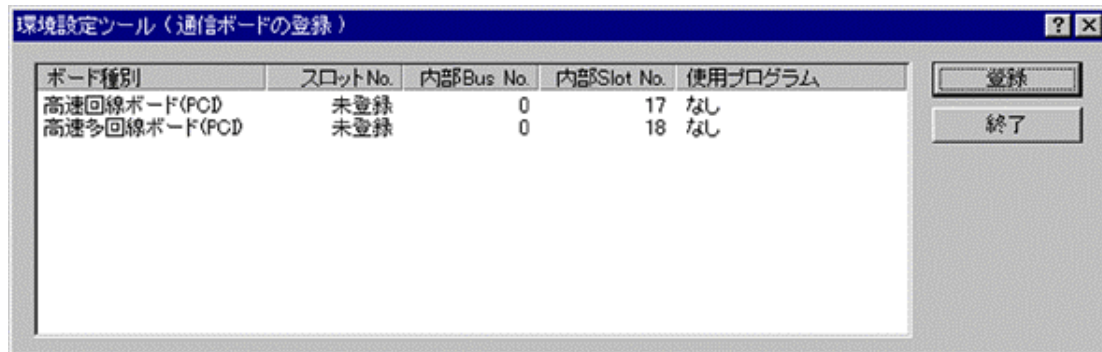 環境設定ツール(通信ボードの登録)
ボード種別 スロットNo. 内部Bus No. 内部Slot No. 使用プログラム
高速回線ボード(PCI) 未登録 0 17 なし
高速多回線ボード(PCI) 未登録 0 18 なし
登録
終了